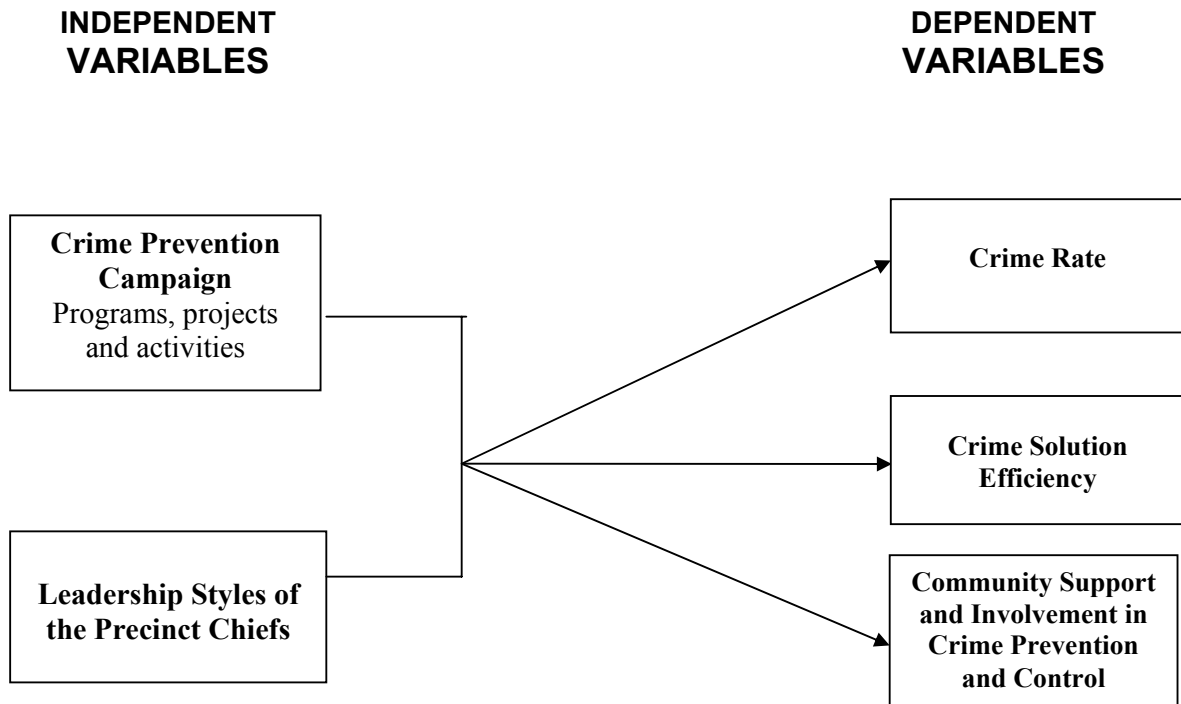 INDEPENDENT
VARIABLES
DEPENDENT
VARIABLES
Crime Prevention
Campaign
Programs, projects
and activities
Leadership Styles of
the Precinct Chiefs
Crime Rate
Crime Solution
Efficiency
Community Support
and Involvement in
Crime Prevention
and Control